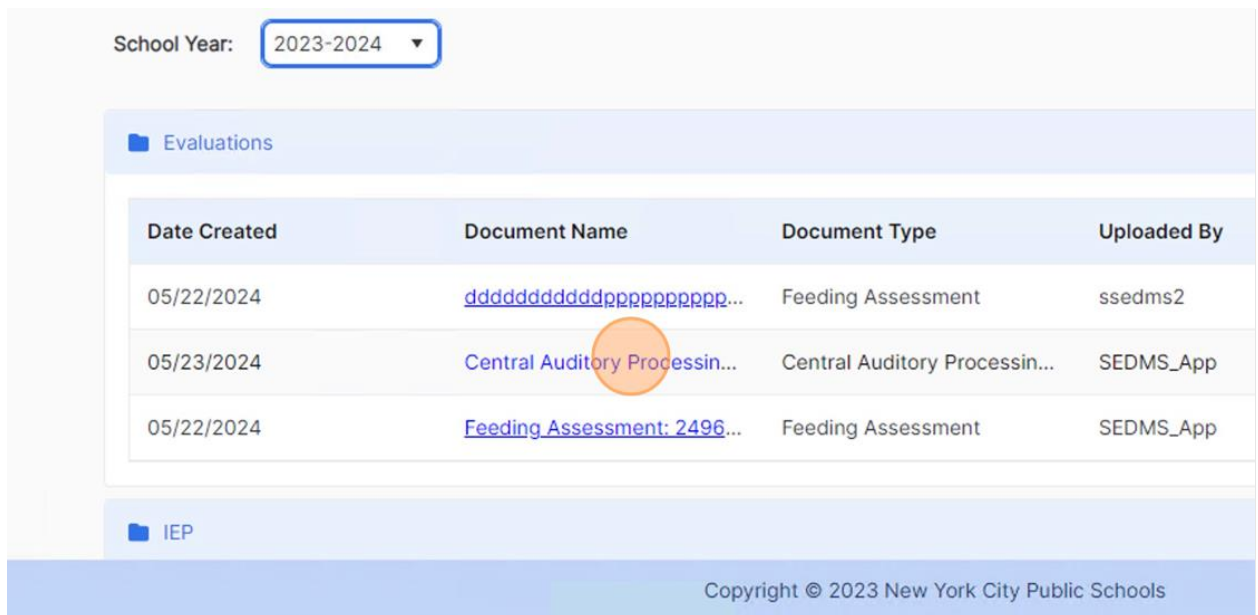 School Year: 2023-2024
Evaluations
Date Created Document Name Document Type Uploaded By
05/22/2024 dddddddddddpppppppppp... Feeding Assessment ssedms2
05/23/2024 Central Auditory Processin... Central Auditory Processin... SEDMS_App
05/22/2024 Feeding Assessment: 2496... Feeding Assessment SEDMS_App
IEP
Copyright © 2023 New York City Public Schools